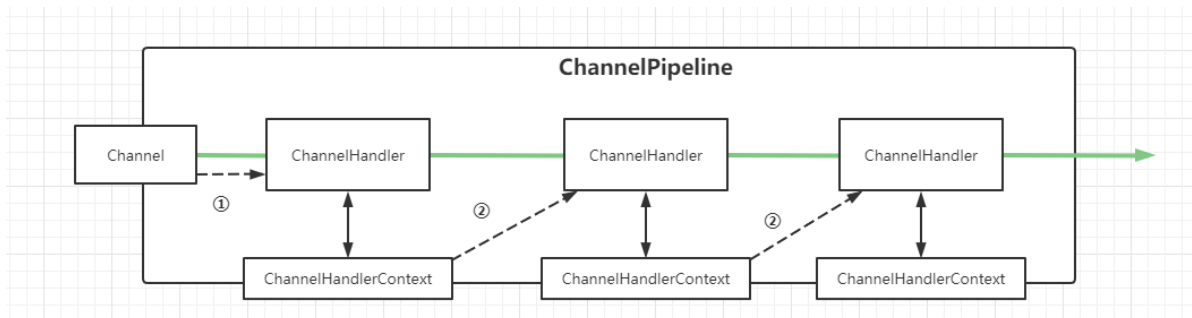 ChannelPipeline
Channel
ChannelHandler
ChannelHandler
ChannelHandler
①
②
②
ChannelHandlerContext
ChannelHandlerContext
ChannelHandlerContext